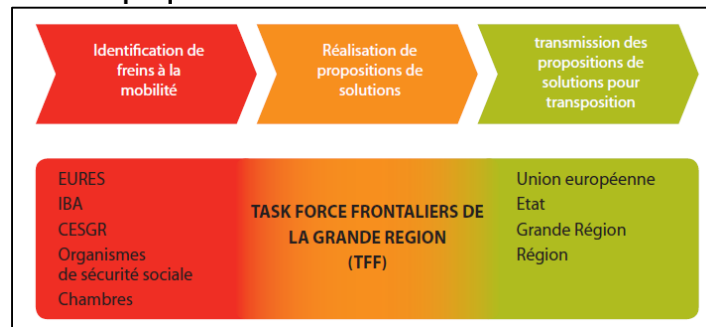 Identification de
freins à la
mobilité
Réalisation de
propositions de
solutions
transmission des
propositions de
solutions pour
transposition
EURES
IBA
CESGR
Organismes
de sécurité sociale
Chambres
TASK FORCE FRONTALIERS DE
LA GRANDE REGION
(TFF)
Union européenne
Etat
Grande Région
Région